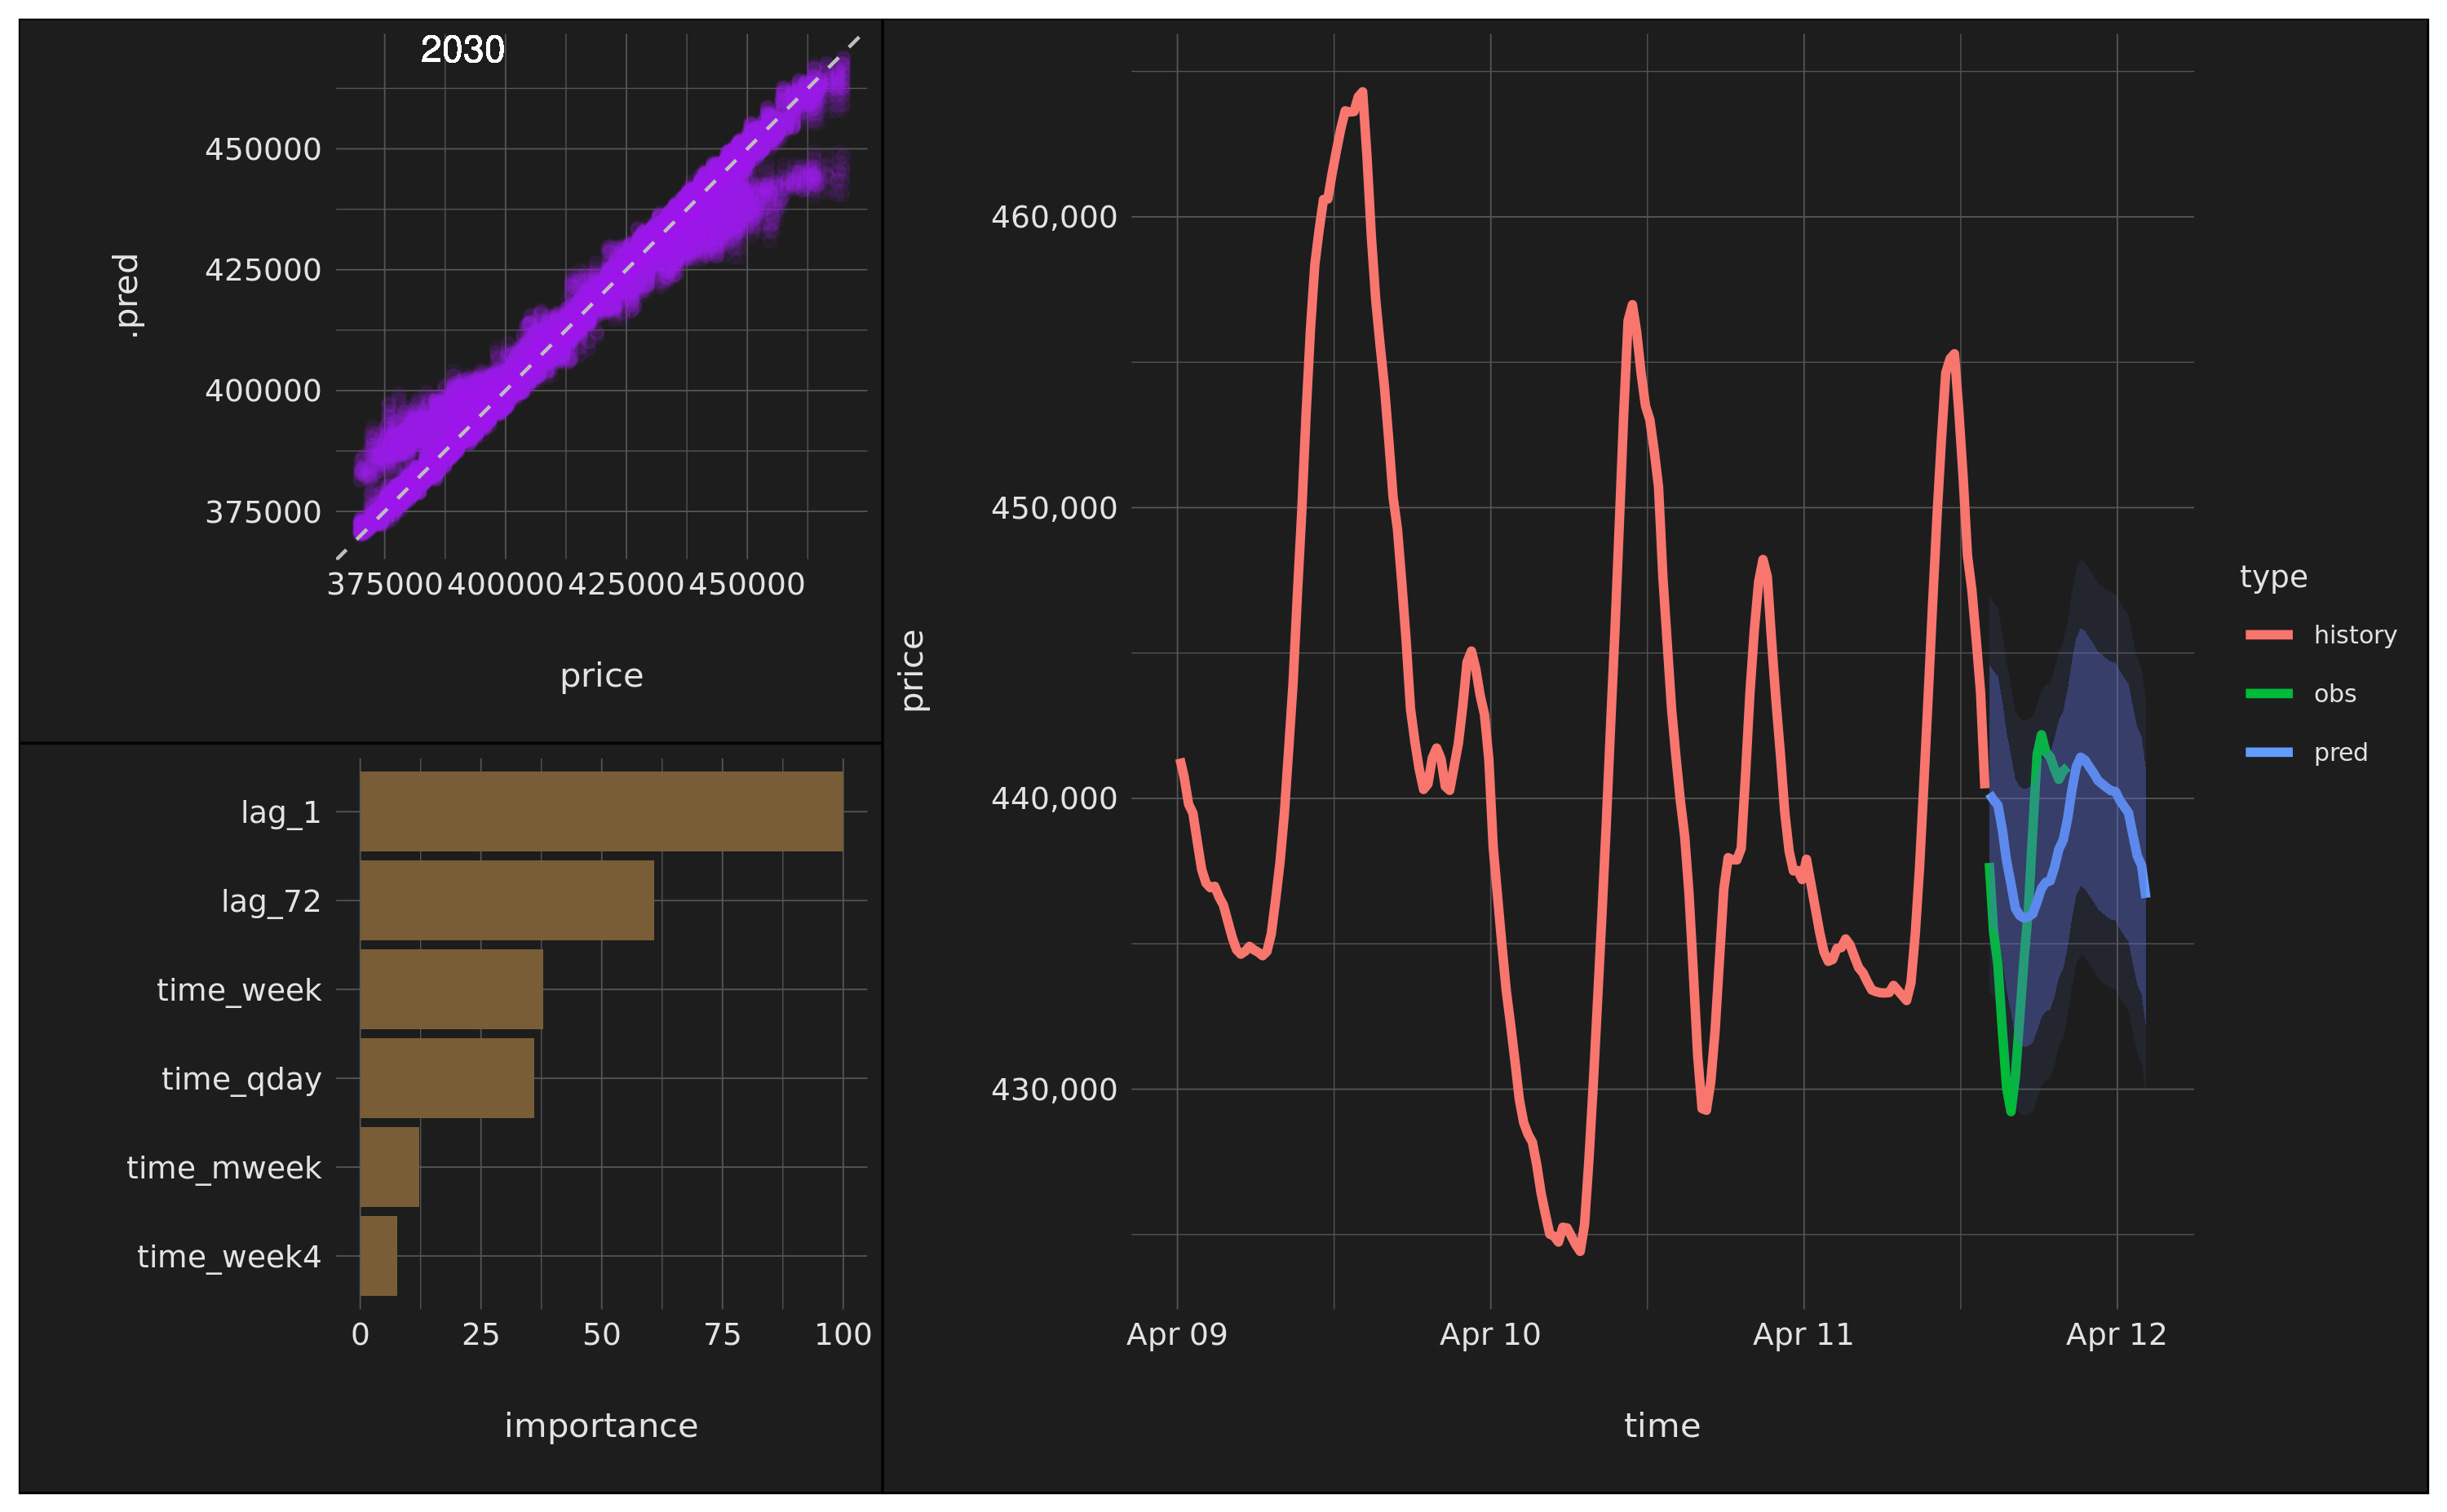 2030
.pred
450000
425000
400000
375000
375000 400000 425000 450000
price
lag_1
lag_72
time_week
time_qday
time_mweek
time_week4
0 25 50 75 100
importance
price
460,000
450,000
440,000
430,000
Apr 09 Apr 10 Apr 11 Apr 12
time
type
history
obs
pred